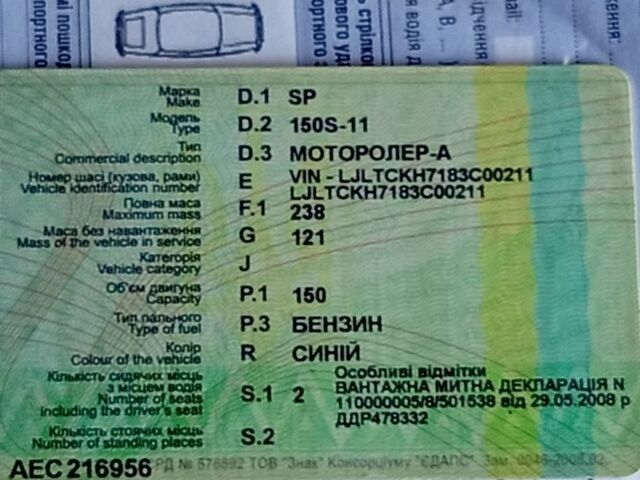 Марка
Make
D.1 SP
Модель
Type
D.2 150S-11
Тип
Commercial description
D.3 МОТОРОЛЕР-А
Номер шасі (кузова, рами)
Vehicle identification number
E VIN - LJLTCKH7183C00211
LJLTCKH7183C00211
Повна маса
Maximum mass
F.1 238
Маса без навантаження
Mass of the vehicle in service
G 121
Категорія
Vehicle category
J
Об'єм двигуна
Capacity
P.1 150
Тип пального
Type of fuel
P.3 БЕНЗИН
Колір
Colour of the vehicle
R СИНІЙ
Кількість сидячих місць
з місцем водія
Number of seats
including the driver's seat
S.1 2
Особливі відмітки
ВАНТАЖНА МИТНА ДЕКЛАРАЦІЯ N
110000005/8/501538 від 29.05.2008 р
ДДР478332
Кількість стоячих місць
Number of standing places
S.2
АЕС216956
ТОВ "Знак" Консорціуму "ЄДАПС"